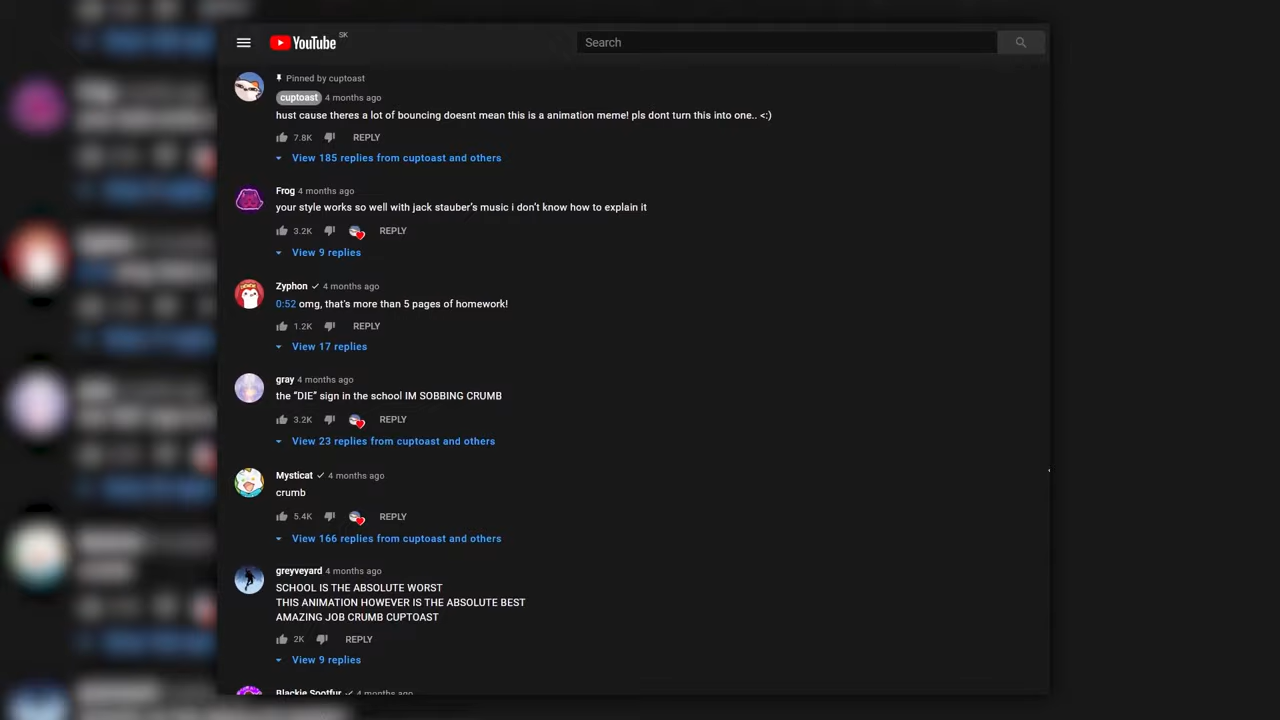 YouTube SK
Search
Pinned by cuptoast
cuptoast 4 months ago
hust cause theres a lot of bouncing doesnt mean this is a animation meme! pls dont turn this into one.. <:)
7.8K REPLY
View 185 replies from cuptoast and others
Frog 4 months ago
your style works so well with jack stauber's music i don't know how to explain it
3.2K REPLY
View 9 replies
Zyphon 4 months ago
0:52 omg, that's more than 5 pages of homework!
1.2K REPLY
View 17 replies
gray 4 months ago
the “DIE” sign in the school IM SOBBING CRUMB
3.2K REPLY
View 23 replies from cuptoast and others
Mysticat 4 months ago
crumb
5.4K REPLY
View 166 replies from cuptoast and others
greyveyard 4 months ago
SCHOOL IS THE ABSOLUTE WORST
THIS ANIMATION HOWEVER IS THE ABSOLUTE BEST
AMAZING JOB CRUMB CUPTOAST
2K REPLY
View 9 replies
Blackie Sootfur 4 months ago